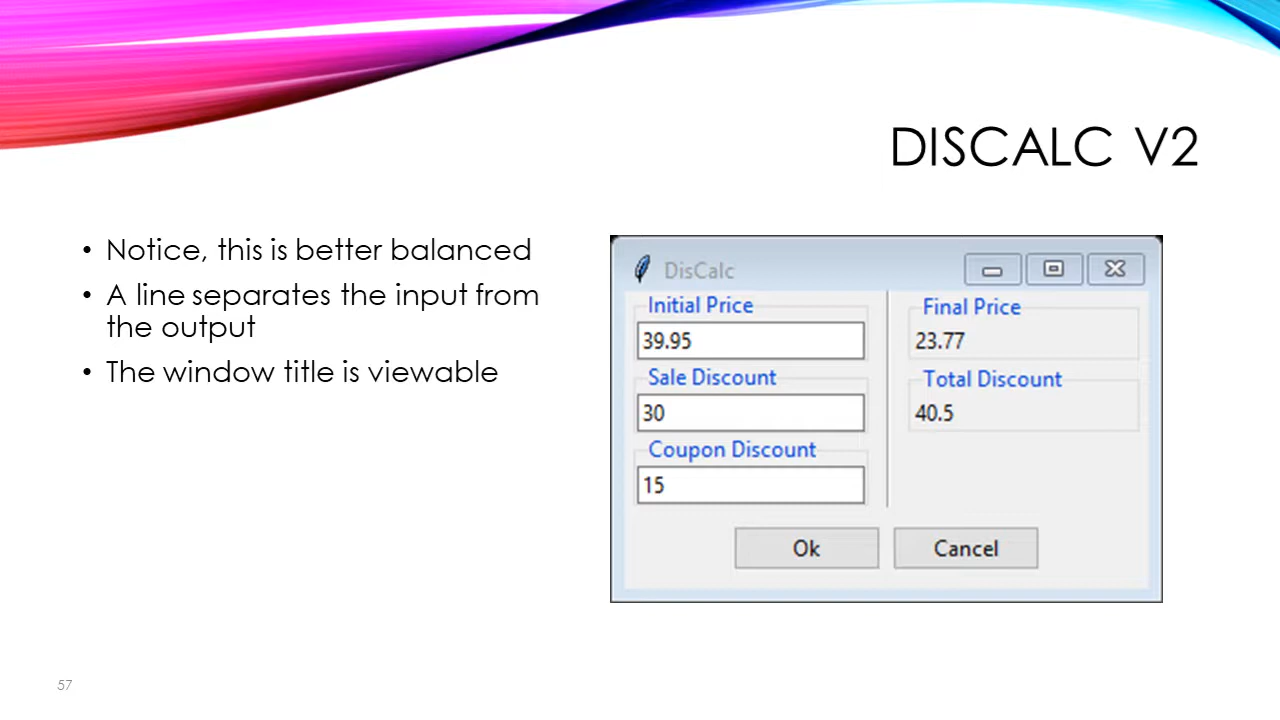 DISCALC V2
• Notice, this is better balanced
• A line separates the input from
the output
• The window title is viewable
DisCalc
Initial Price
39.95
Sale Discount
30
Coupon Discount
15
Final Price
23.77
Total Discount
40.5
Ok
Cancel
57